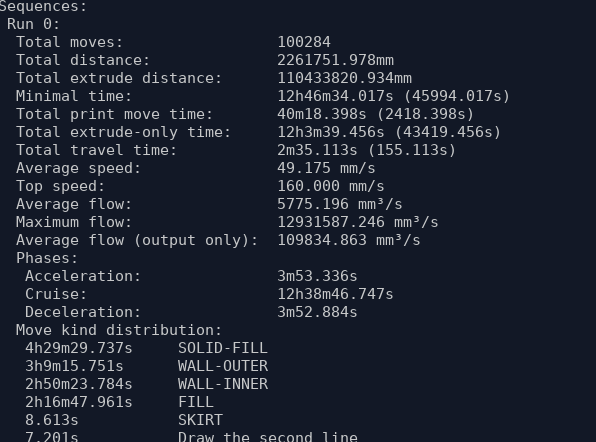 Sequences:
Run 0:
Total moves: 100284
Total distance: 2261751.978mm
Total extrude distance: 110433820.934mm
Minimal time: 12h46m34.017s (45994.017s)
Total print move time: 40m18.398s (2418.398s)
Total extrude-only time: 12h3m39.456s (43419.456s)
Total travel time: 2m35.113s (155.113s)
Average speed: 49.175 mm/s
Top speed: 160.000 mm/s
Average flow: 5775.196 mm³/s
Maximum flow: 12931587.246 mm³/s
Average flow (output only): 109834.863 mm³/s
Phases:
Acceleration: 3m53.336s
Cruise: 12h38m46.747s
Deceleration: 3m52.884s
Move kind distribution:
4h29m29.737s SOLID-FILL
3h9m15.751s WALL-OUTER
2h50m23.784s WALL-INNER
2h16m47.961s FILL
8.613s SKIRT
7.201s Draw the second line